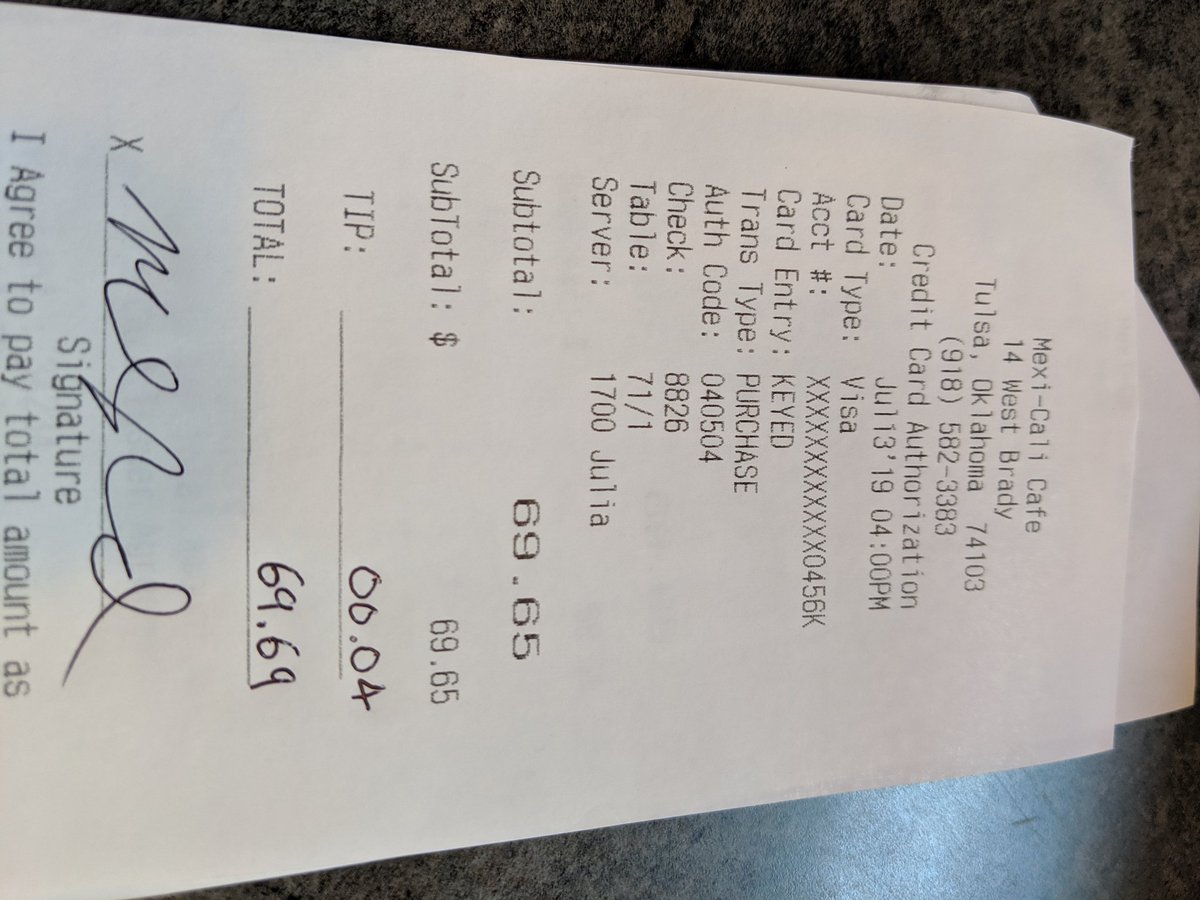 Mexi-Cali Cafe
14 West Brady
Tulsa, Oklahoma 74103
(918) 582-3383
Credit Card Authorization
Date: Jul13'19 04:00PM
Card Type: Visa
Acct #: XXXXXXXXXXXX0456K
Card Entry: KEYED
Trans Type: PURCHASE
Auth Code: 040504
Check: 8826
Table: 71/1
Server: 1700 Julia
Subtotal: 69.65
SubTotal: $ 69.65
TIP: 00.04
TOTAL: 69.69
X
Signature
I Agree to pay total amount as